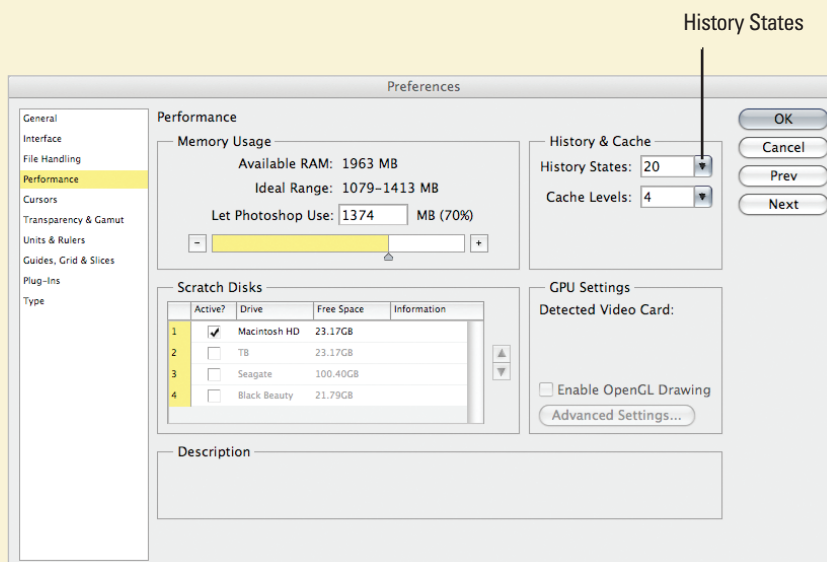 History States
Preferences
General
Interface
File Handling
Performance
Cursors
Transparency & Gamut
Units & Rulers
Guides, Grid & Slices
Plug-Ins
Type
Performance
Memory Usage
Available RAM: 1963 MB
Ideal Range: 1079-1413 MB
Let Photoshop Use: 1374 MB (70%)
- +
History & Cache
History States: 20
Cache Levels: 4
OK
Cancel
Prev
Next
Scratch Disks
Active? Drive Free Space Information
1 Macintosh HD 23.17GB
2 TB 23.17GB
3 Seagate 100.40GB
4 Black Beauty 21.79GB
GPU Settings
Detected Video Card:
Enable OpenGL Drawing
Advanced Settings...
Description